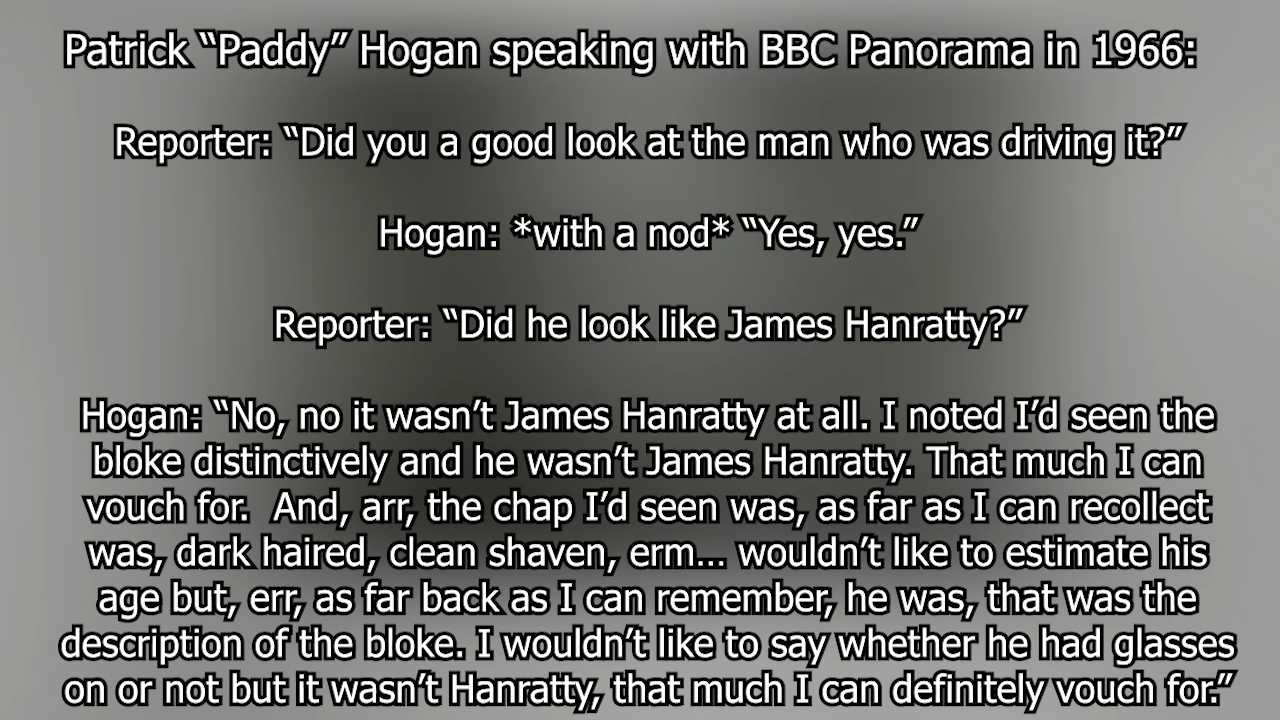 Patrick “Paddy” Hogan speaking with BBC Panorama in 1966:
Reporter: “Did you a good look at the man who was driving it?”
Hogan: *with a nod* “Yes, yes.”
Reporter: “Did he look like James Hanratty?”
Hogan: “No, no it wasn’t James Hanratty at all. I noted I’d seen the
bloke distinctively and he wasn’t James Hanratty. That much I can
vouch for.  And, arr, the chap I’d seen was, as far as I can recollect
was, dark haired, clean shaven, erm... wouldn’t like to estimate his
age but, err, as far back as I can remember, he was, that was the
description of the bloke. I wouldn’t like to say whether he had glasses
on or not but it wasn’t Hanratty, that much I can definitely vouch for.”